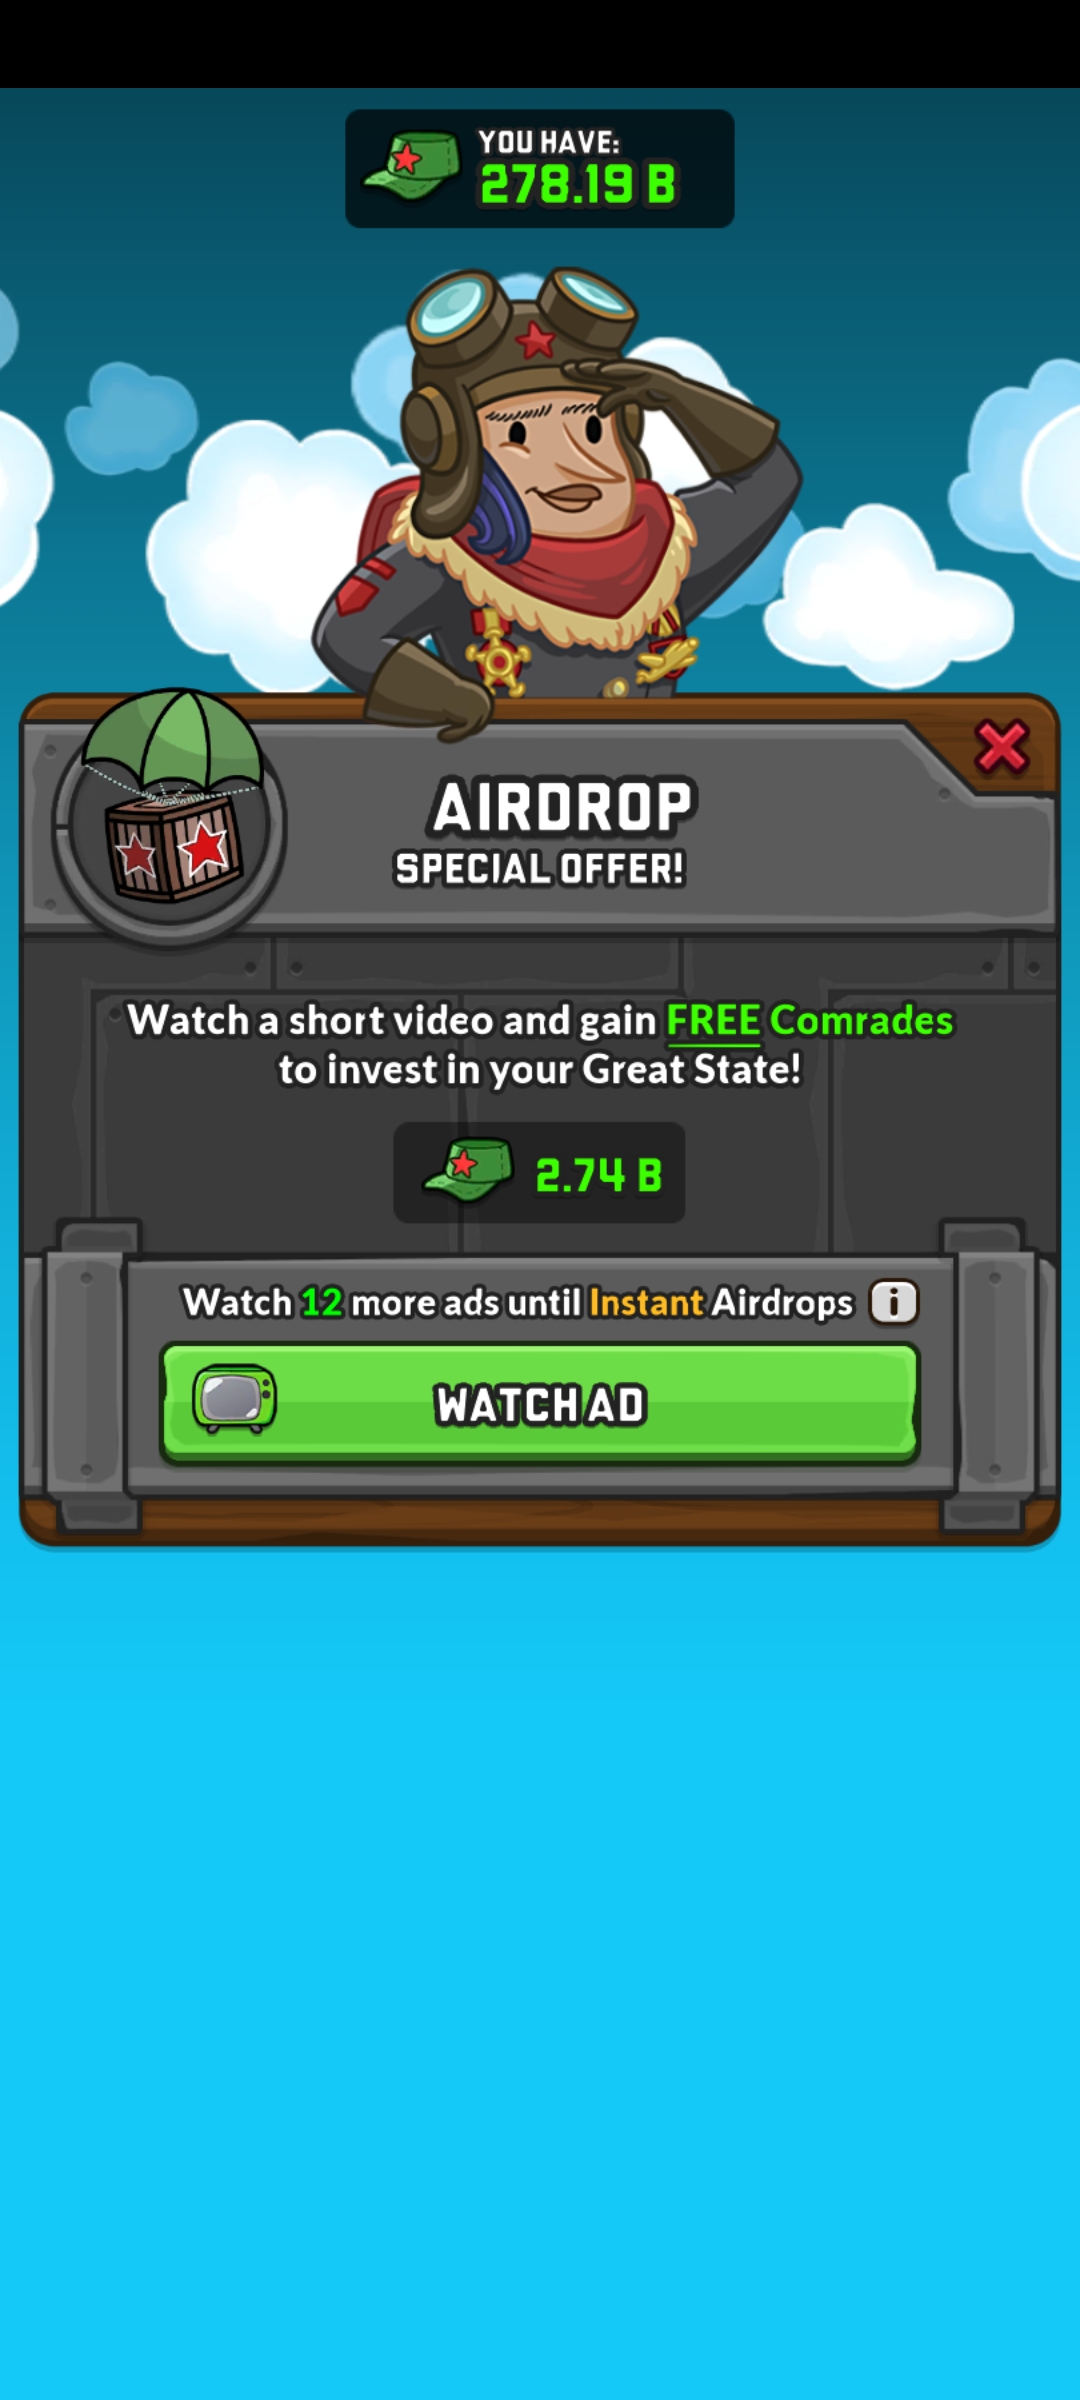 YOU HAVE:
278.19 B
AIRDROP
SPECIAL OFFER!
Watch a short video and gain FREE Comrades
to invest in your Great State!
2.74 B
Watch 12 more ads until Instant Airdrops i
WATCH AD